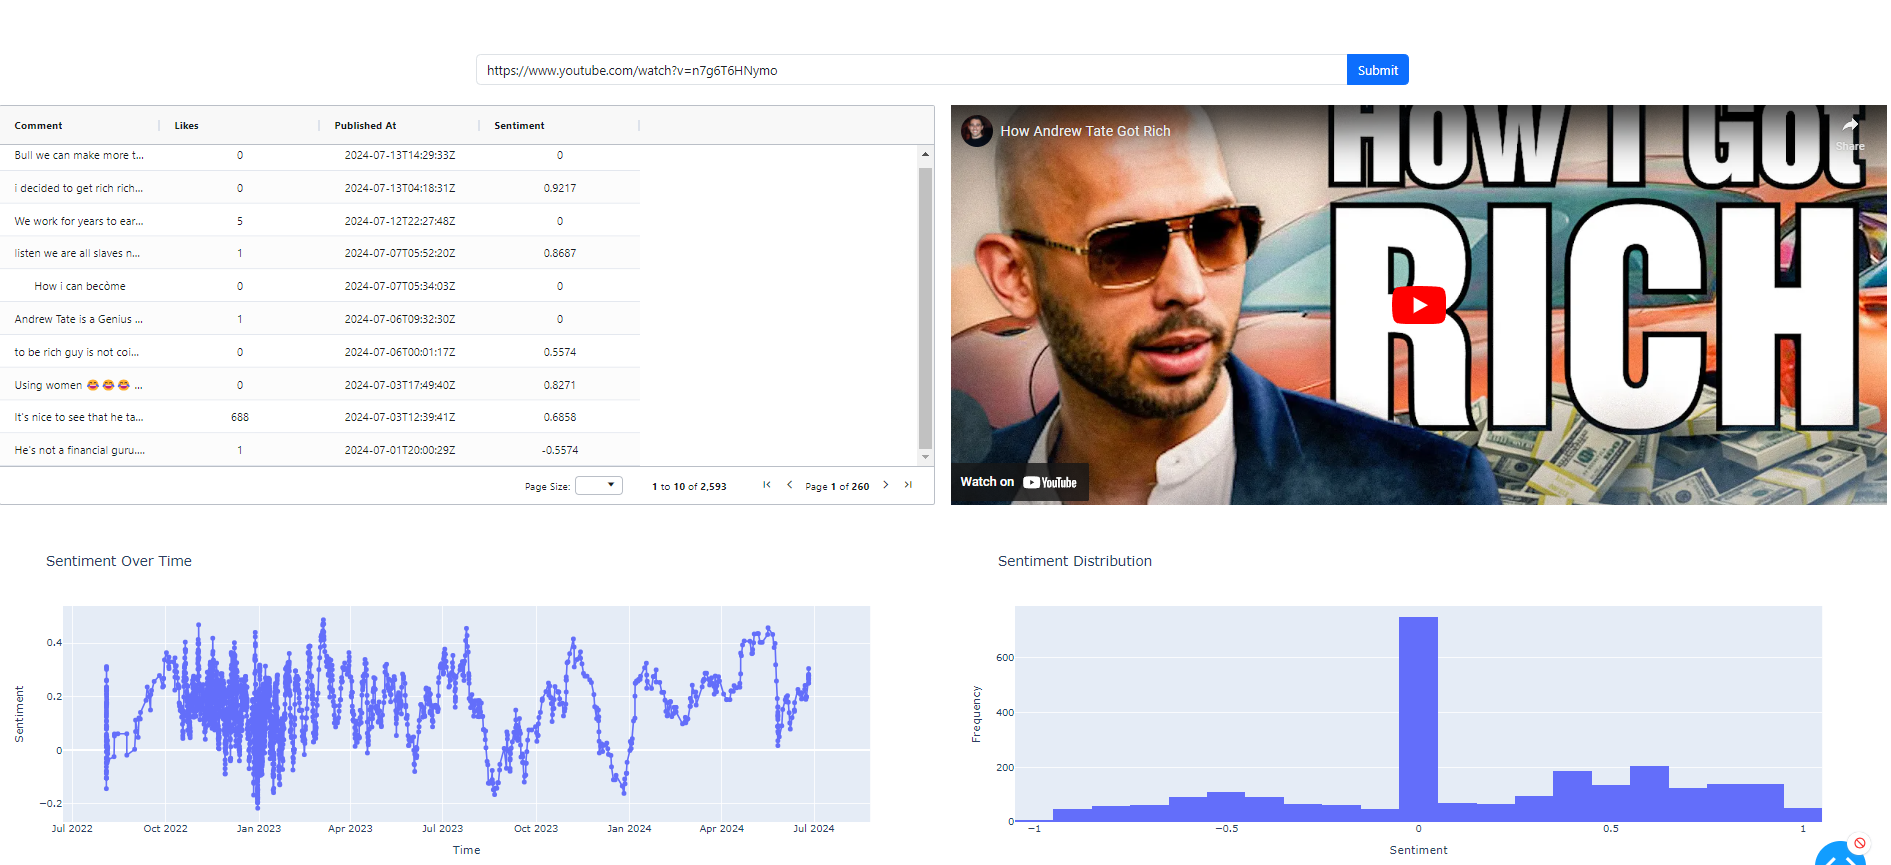 https://www.youtube.com/watch?v=n7g6T6HNymo Submit
Comment Likes Published At Sentiment
Bull we can make more t... 0 2024-07-13T14:29:33Z 0
i decided to get rich rich... 0 2024-07-13T04:18:31Z 0.9217
We work for years to ear... 5 2024-07-12T22:27:48Z 0
listen we are all slaves n... 1 2024-07-07T05:52:20Z 0.8687
How i can becòme 0 2024-07-07T05:34:03Z 0
Andrew Tate is a Genius ... 1 2024-07-06T09:32:30Z 0
to be rich guy is not coi... 0 2024-07-06T00:01:17Z 0.5574
Using women 😂😂😂 ... 0 2024-07-03T17:49:40Z 0.8271
It's nice to see that he ta... 688 2024-07-03T12:39:41Z 0.6858
He's not a financial guru.... 1 2024-07-01T20:00:29Z -0.5574
Page Size: 1 to 10 of 2,593 Page 1 of 260
How Andrew Tate Got Rich
Share
HOW I GOT
RICH
Watch on YouTube
Sentiment Over Time
Sentiment
0.4
0.2
0
−0.2
Jul 2022 Oct 2022 Jan 2023 Apr 2023 Jul 2023 Oct 2023 Jan 2024 Apr 2024 Jul 2024
Time
Sentiment Distribution
Frequency
600
400
200
0
−1 −0.5 0 0.5 1
Sentiment